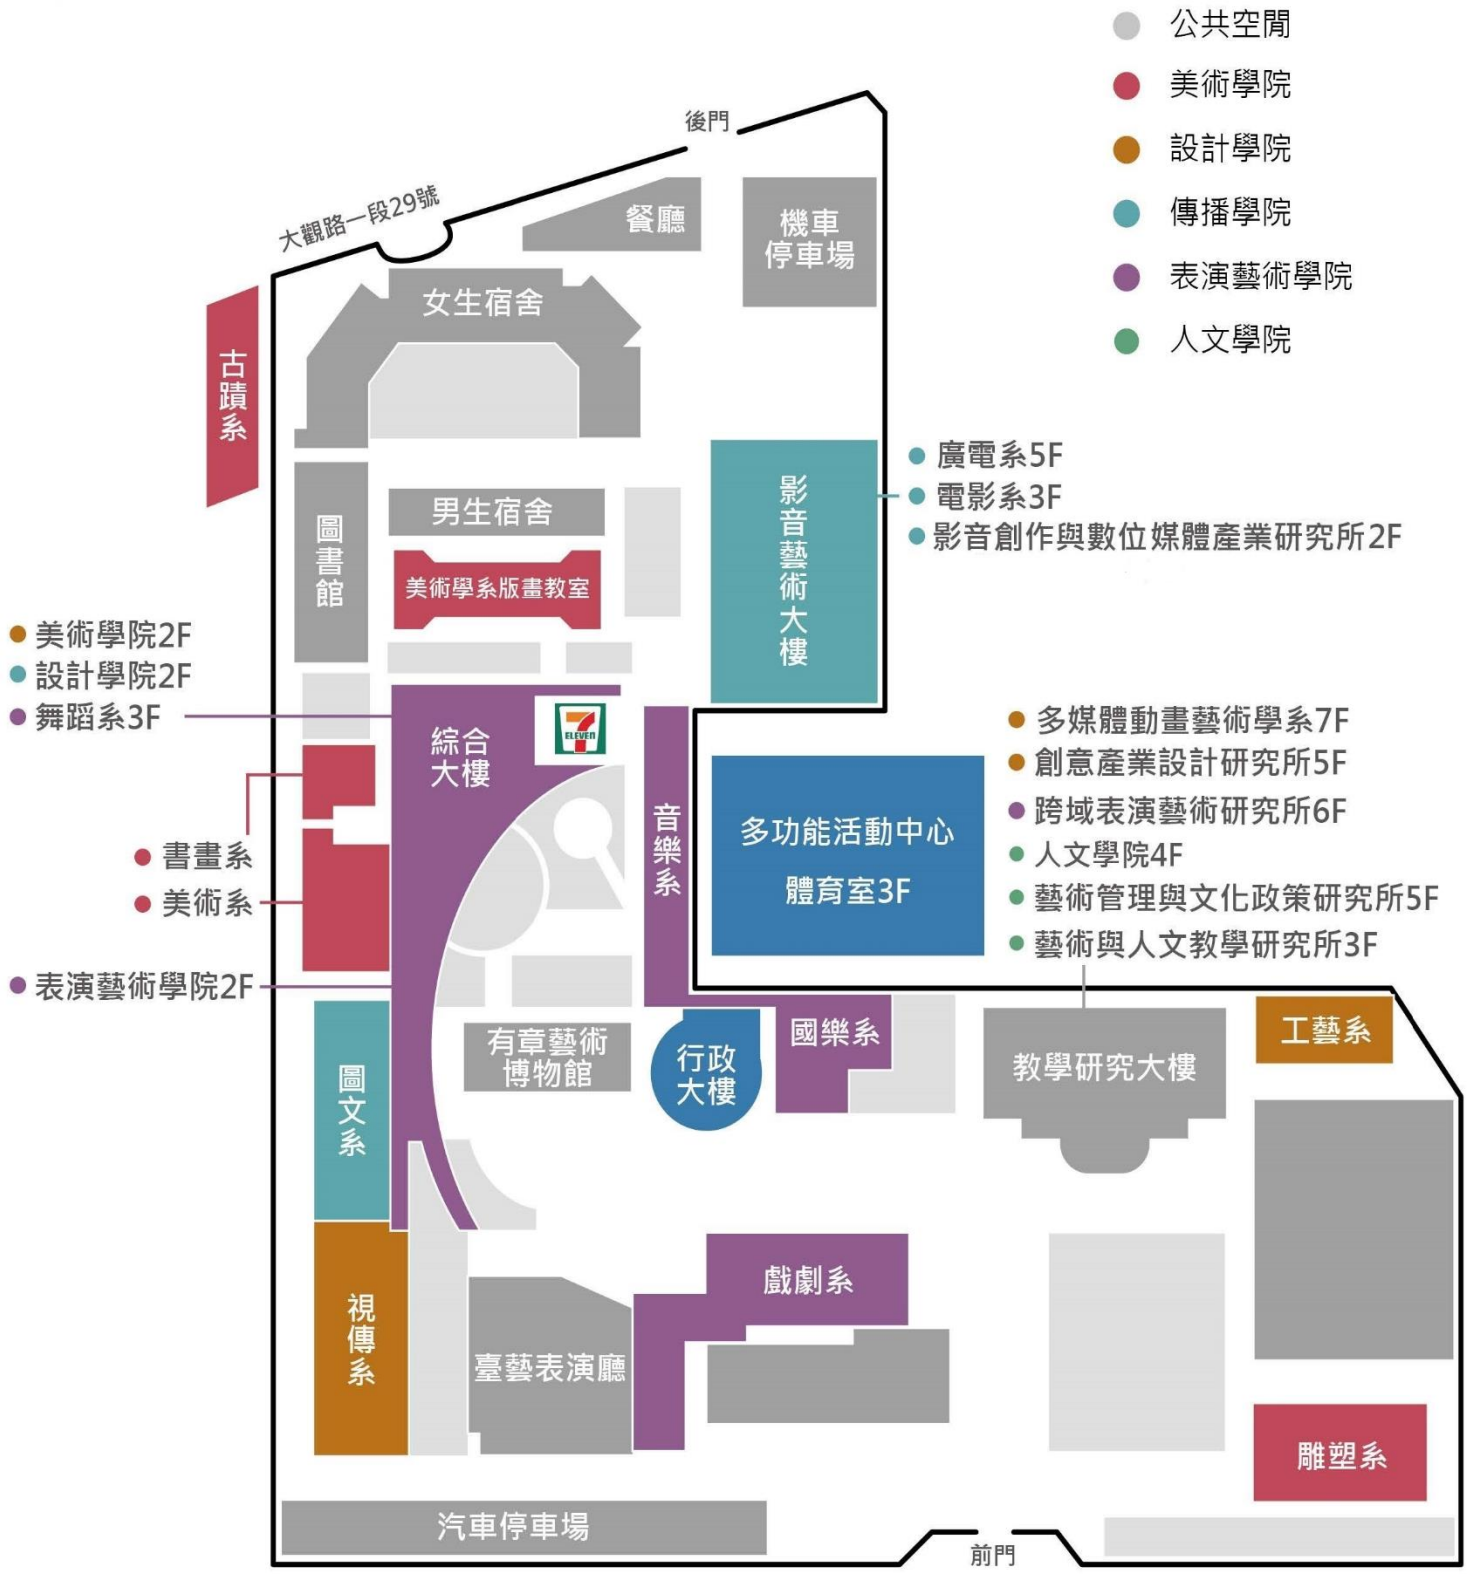 公共空間
美術學院
設計學院
傳播學院
表演藝術學院
人文學院
後門
大觀路一段29號
餐廳
機車
停車場
女生宿舍
古蹟系
圖書館
男生宿舍
美術學系版畫教室
影音藝術大樓
廣電系5F
電影系3F
影音創作與數位媒體產業研究所2F
美術學院2F
設計學院2F
舞蹈系3F
綜合
大樓
7
ELEVEn
音樂系
多功能活動中心
體育室3F
多媒體動畫藝術學系7F
創意產業設計研究所5F
跨域表演藝術研究所6F
人文學院4F
藝術管理與文化政策研究所5F
藝術與人文教學研究所3F
書畫系
美術系
表演藝術學院2F
圖文系
有章藝術
博物館
行政
大樓
國樂系
教學研究大樓
工藝系
視傳系
臺藝表演廳
戲劇系
雕塑系
汽車停車場
前門